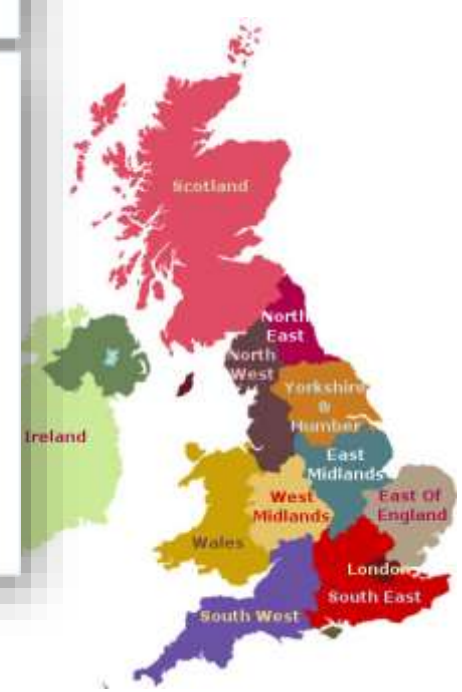 Scotland
North
East
North
West
Yorkshire
&
Humber
Ireland
East
Midlands
West
Midlands
East Of
England
Wales
London
South East
South West